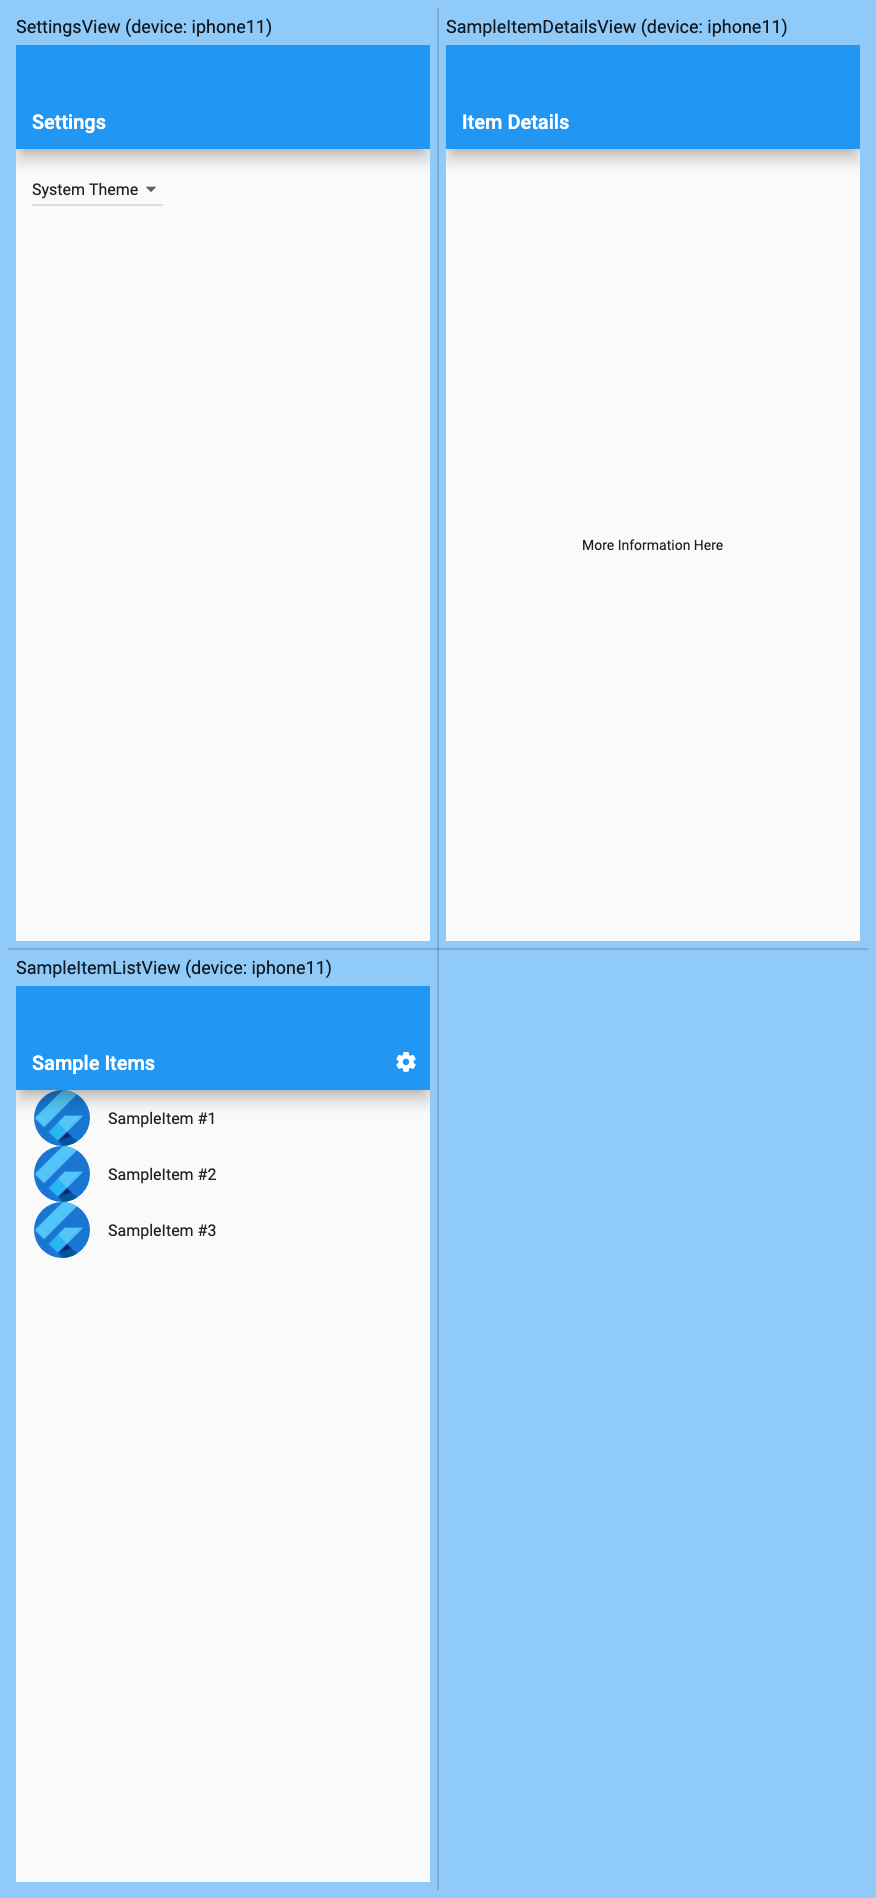 SettingsView (device: iphone11)
Settings
System Theme
SampleItemDetailsView (device: iphone11)
Item Details
More Information Here
SampleItemListView (device: iphone11)
Sample Items
SampleItem #1
SampleItem #2
SampleItem #3